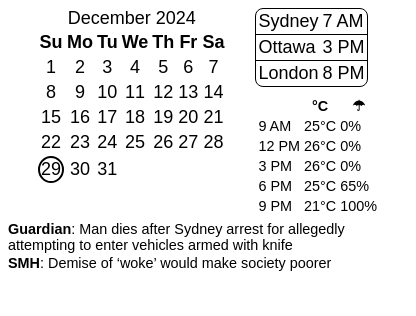 December 2024
Su Mo Tu We Th Fr Sa
1 2 3 4 5 6 7
8 9 10 11 12 13 14
15 16 17 18 19 20 21
22 23 24 25 26 27 28
29 30 31
Sydney 7 AM
Ottawa 3 PM
London 8 PM
°C ☂
9 AM 25°C 0%
12 PM 26°C 0%
3 PM 26°C 0%
6 PM 25°C 65%
9 PM 21°C 100%
Guardian: Man dies after Sydney arrest for allegedly
attempting to enter vehicles armed with knife
SMH: Demise of ‘woke’ would make society poorer